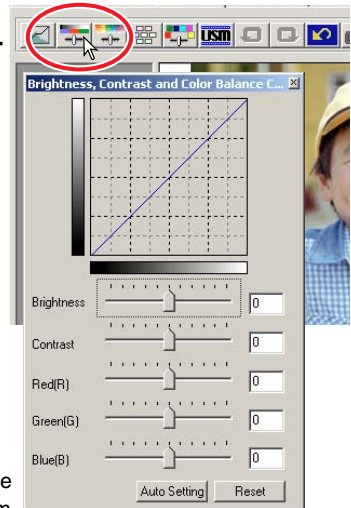 .
USM
Brightness, Contrast and Color Balance C...
Brightness 0
Contrast 0
Red(R) 0
Green(G) 0
Blue(B) 0
Auto Setting Reset
e